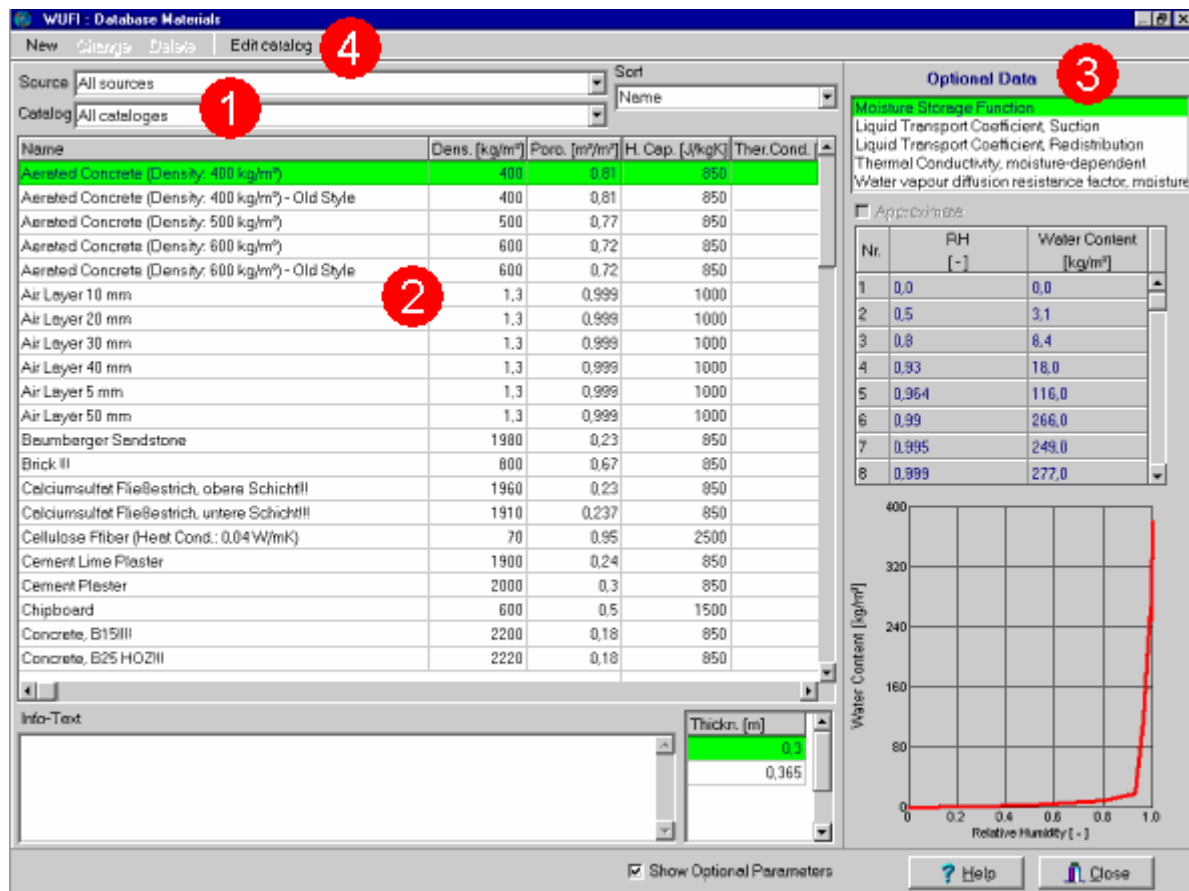 WUFI : Database Materials
New Change Delete Edit catalog 4
Source All sources
Catalog All cataloges
1
Sort
Name
Name Dens. [kg/m³] Poro. [m³/m³] H. Cap. [J/kgK] Ther.Cond. [
Aerated Concrete (Density: 400 kg/m³) 400 0,81 850
Aerated Concrete (Density: 400 kg/m³) - Old Style 400 0,81 850
Aerated Concrete (Density: 500 kg/m³) 500 0,77 850
Aerated Concrete (Density: 600 kg/m³) 600 0,72 850
Aerated Concrete (Density: 600 kg/m³) - Old Style 600 0,72 850
2
Air Layer 10 mm 1,3 0,999 1000
Air Layer 20 mm 1,3 0,999 1000
Air Layer 30 mm 1,3 0,999 1000
Air Layer 40 mm 1,3 0,999 1000
Air Layer 5 mm 1,3 0,999 1000
Air Layer 50 mm 1,3 0,999 1000
Baumberger Sandstone 1980 0,23 850
Brick !!! 800 0,67 850
Calciumsulfat Fließestrich, obere Schicht!!! 1960 0,23 850
Calciumsulfat Fließestrich, untere Schicht!!! 1910 0,237 850
Cellulose Ffiber (Heat Cond.: 0,04 W/mK) 70 0,95 2500
Cement Lime Plaster 1900 0,24 850
Cement Plaster 2000 0,3 850
Chipboard 600 0,5 1500
Concrete, B15!!! 2200 0,18 850
Concrete, B25 HOZ!!! 2220 0,18 850
Info-Text
Thickn. [m]
0,3
0,365
Optional Data 3
Moisture Storage Function
Liquid Transport Coefficient, Suction
Liquid Transport Coefficient, Redistribution
Thermal Conductivity, moisture-dependent
Water vapour diffusion resistance factor, moisture
Approximate
Nr. RH [-] Water Content [kg/m³]
1 0,0 0,0
2 0,5 3,1
3 0,8 8,4
4 0,93 18,0
5 0,964 116,0
6 0,99 266,0
7 0,995 249,0
8 0,999 277,0
Water Content [kg/m³]
400
320
240
160
80
0
0 0.2 0.4 0.6 0.8 1.0
Relative Humidity [ - ]
Show Optional Parameters
Help
Close